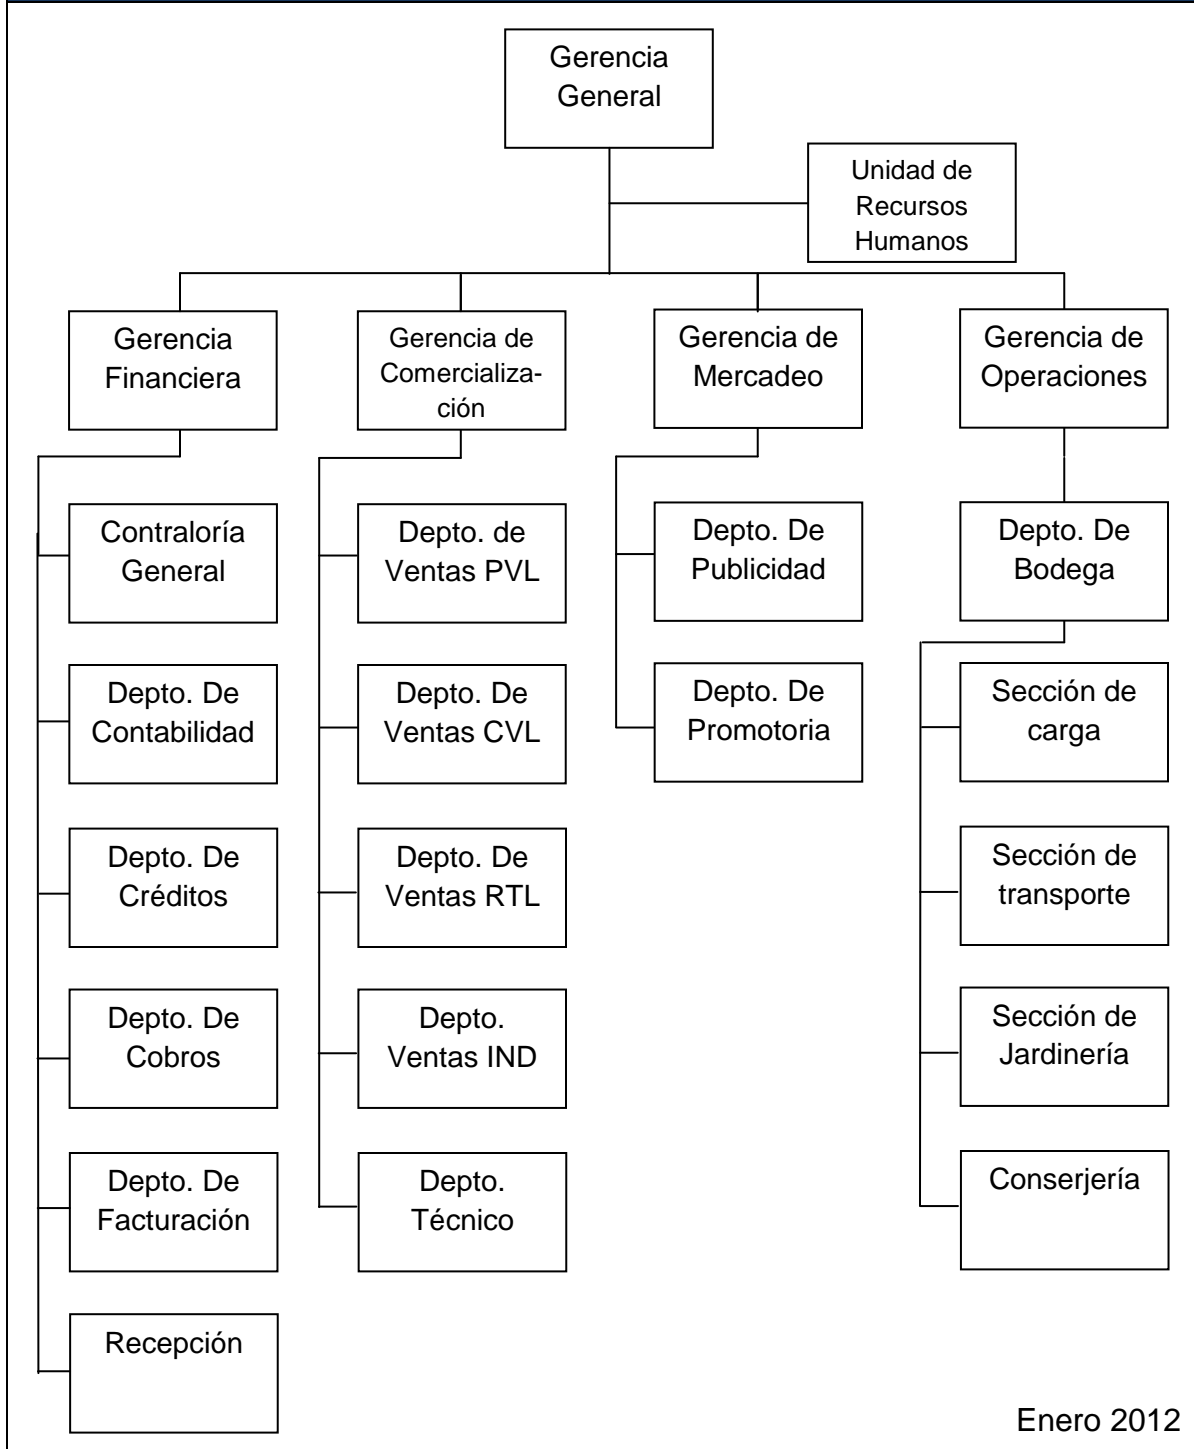 Gerencia
General
Unidad de
Recursos
Humanos
Gerencia
Financiera
Gerencia de
Comercializa-
ción
Gerencia de
Mercadeo
Gerencia de
Operaciones
Contraloría
General
Depto. de
Ventas PVL
Depto. De
Publicidad
Depto. De
Bodega
Depto. De
Contabilidad
Depto. De
Ventas CVL
Depto. De
Promotoria
Sección de
carga
Depto. De
Créditos
Depto. De
Ventas RTL
Sección de
transporte
Depto. De
Cobros
Depto.
Ventas IND
Sección de
Jardinería
Depto. De
Facturación
Depto.
Técnico
Conserjería
Recepción
Enero 2012